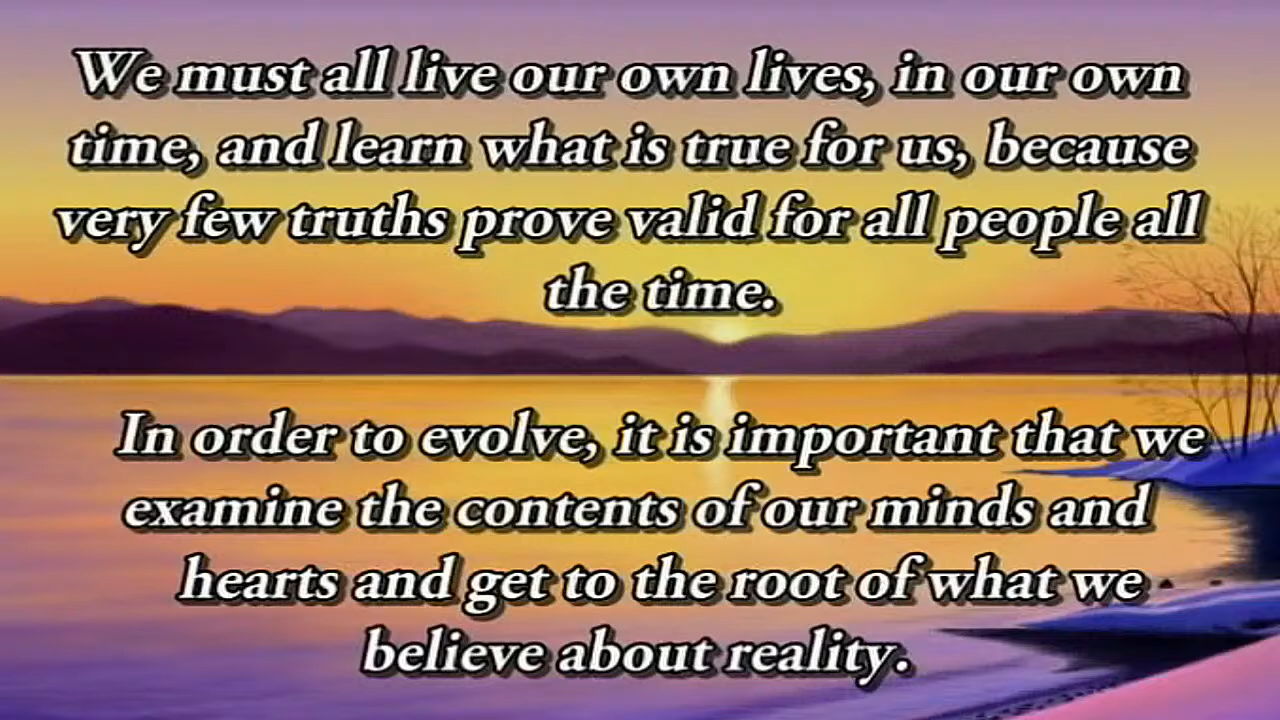 We must all live our own lives, in our own
time, and learn what is true for us, because
very few truths prove valid for all people all
the time.
In order to evolve, it is important that we
examine the contents of our minds and
hearts and get to the root of what we
believe about reality.